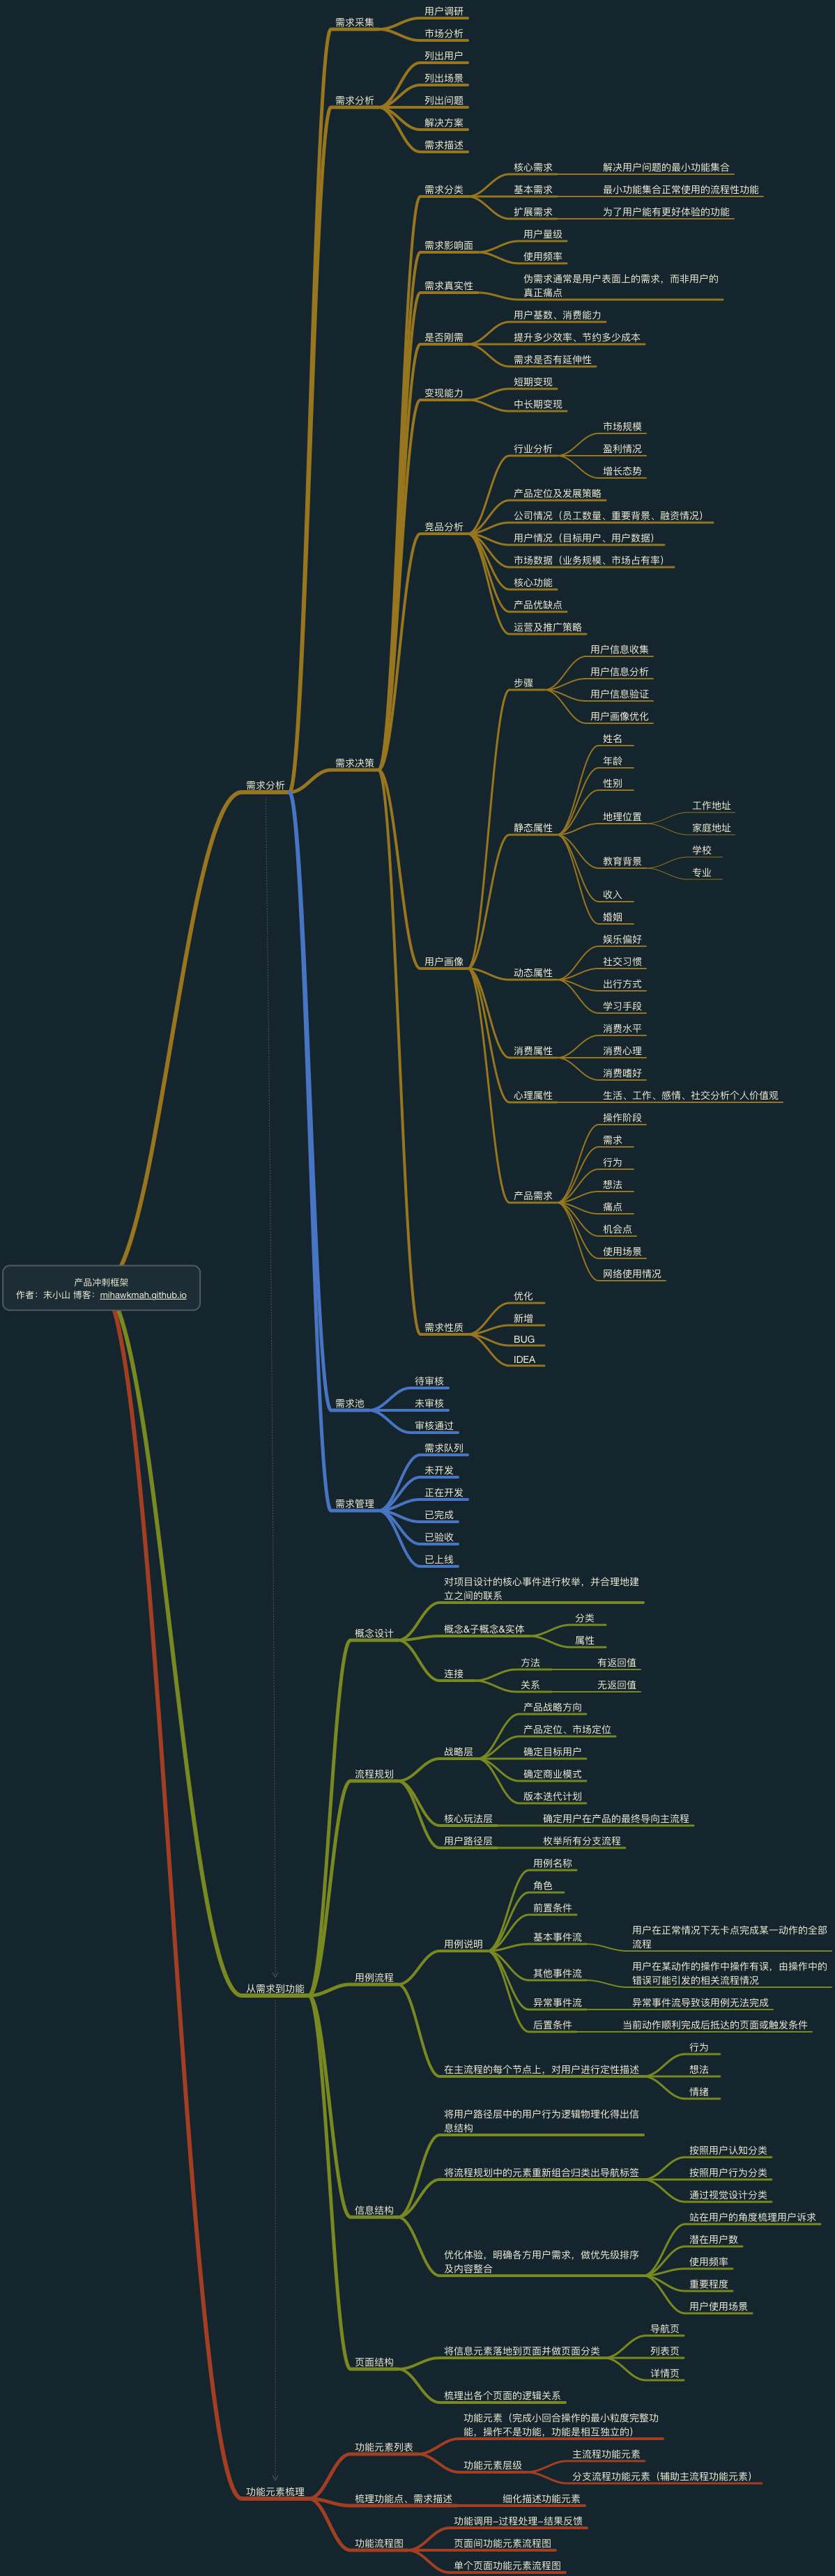 产品冲刺框架
作者：末小山 博客：mihawkmah.github.io
需求分析
需求采集
用户调研
市场分析
需求分析
列出用户
列出场景
列出问题
解决方案
需求描述
需求决策
需求分类
核心需求
解决用户问题的最小功能集合
基本需求
最小功能集合正常使用的流程性功能
扩展需求
为了用户能有更好体验的功能
需求影响面
用户量级
使用频率
需求真实性
伪需求通常是用户表面上的需求，而非用户的
真正痛点
是否刚需
用户基数、消费能力
提升多少效率、节约多少成本
需求是否有延伸性
变现能力
短期变现
中长期变现
竞品分析
行业分析
市场规模
盈利情况
增长态势
产品定位及发展策略
公司情况（员工数量、重要背景、融资情况）
用户情况（目标用户、用户数据）
市场数据（业务规模、市场占有率）
核心功能
产品优缺点
运营及推广策略
用户画像
步骤
用户信息收集
用户信息分析
用户信息验证
用户画像优化
静态属性
姓名
年龄
性别
地理位置
工作地址
家庭地址
教育背景
学校
专业
收入
婚姻
动态属性
娱乐偏好
社交习惯
出行方式
学习手段
消费属性
消费水平
消费心理
消费嗜好
心理属性
生活、工作、感情、社交分析个人价值观
产品需求
操作阶段
需求
行为
想法
痛点
机会点
使用场景
网络使用情况
需求性质
优化
新增
BUG
IDEA
需求池
待审核
未审核
审核通过
需求管理
需求队列
未开发
正在开发
已完成
已验收
已上线
从需求到功能
概念设计
对项目设计的核心事件进行枚举，并合理地建
立之间的联系
概念&子概念&实体
分类
属性
连接
方法
有返回值
关系
无返回值
流程规划
战略层
产品战略方向
产品定位、市场定位
确定目标用户
确定商业模式
版本迭代计划
核心玩法层
确定用户在产品的最终导向主流程
用户路径层
枚举所有分支流程
用例流程
用例说明
用例名称
角色
前置条件
基本事件流
用户在正常情况下无卡点完成某一动作的全部
流程
其他事件流
用户在某动作的操作中操作有误，由操作中的
错误可能引发的相关流程情况
异常事件流
异常事件流导致该用例无法完成
后置条件
当前动作顺利完成后抵达的页面或触发条件
在主流程的每个节点上，对用户进行定性描述
行为
想法
情绪
信息结构
将用户路径层中的用户行为逻辑物理化得出信
息结构
将流程规划中的元素重新组合归类出导航标签
按照用户认知分类
按照用户行为分类
通过视觉设计分类
优化体验，明确各方用户需求，做优先级排序
及内容整合
站在用户的角度梳理用户诉求
潜在用户数
使用频率
重要程度
用户使用场景
页面结构
将信息元素落地到页面并做页面分类
导航页
列表页
详情页
梳理出各个页面的逻辑关系
功能元素梳理
功能元素列表
功能元素（完成小回合操作的最小粒度完整功
能，操作不是功能，功能是相互独立的）
功能元素层级
主流程功能元素
分支流程功能元素（辅助主流程功能元素）
梳理功能点、需求描述
细化描述功能元素
功能流程图
功能调用–过程处理–结果反馈
页面间功能元素流程图
单个页面功能元素流程图